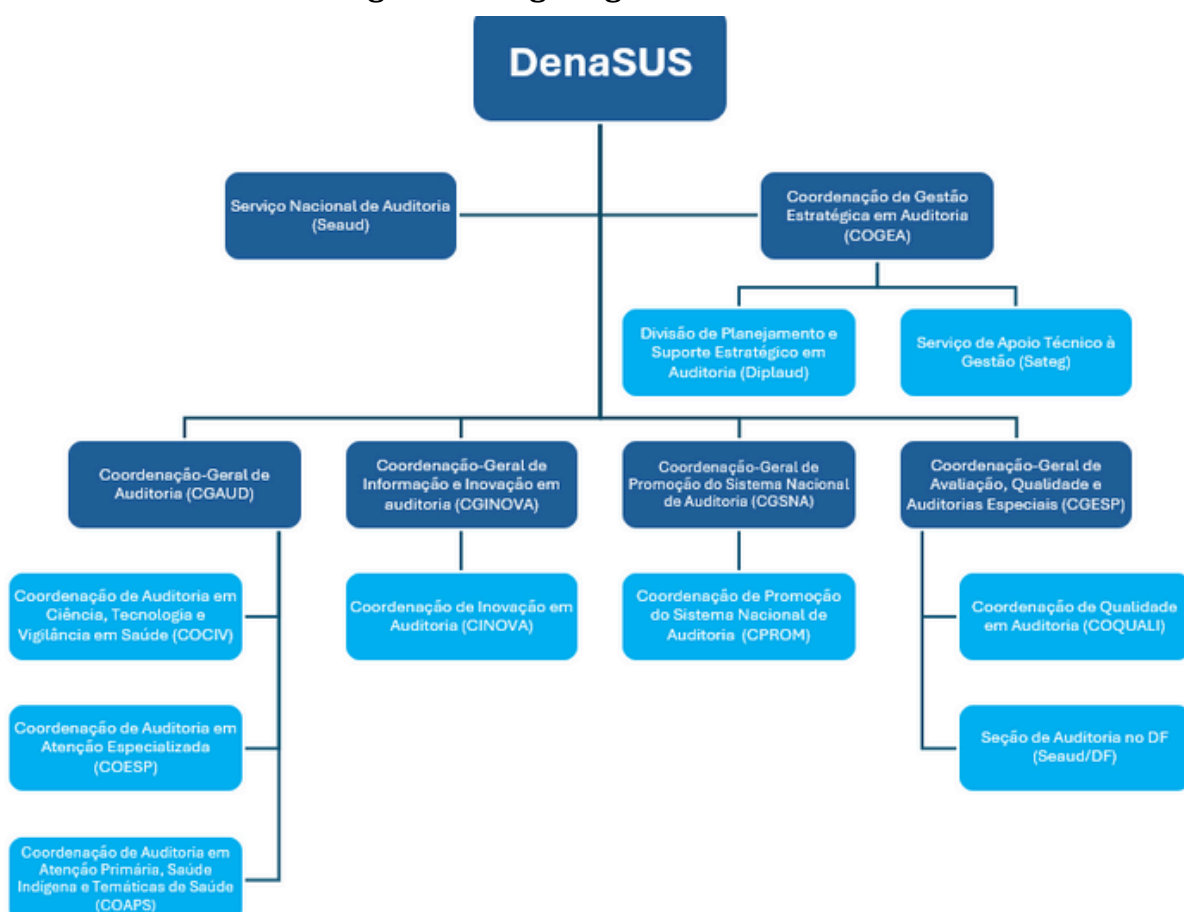 DenaSUS
Serviço Nacional de Auditoria
(Seaud)
Coordenação de Gestão
Estratégica em Auditoria
(COGEA)
Divisão de Planejamento e
Suporte Estratégico em
Auditoria (Diplaud)
Serviço de Apoio Técnico à
Gestão (Sateg)
Coordenação-Geral de
Auditoria (CGAUD)
Coordenação-Geral de
Informação e Inovação em
auditoria (CGINOVA)
Coordenação-Geral de
Promoção do Sistema Nacional
de Auditoria (CGSNA)
Coordenação-Geral de
Avaliação, Qualidade e
Auditorias Especiais (CGESP)
Coordenação de Auditoria em
Ciência, Tecnologia e
Vigilância em Saúde (COCIV)
Coordenação de Inovação em
Auditoria (CINOVA)
Coordenação de Promoção
do Sistema Nacional de
Auditoria (CPROM)
Coordenação de Qualidade
em Auditoria (COQUALI)
Coordenação de Auditoria em
Atenção Especializada
(COESP)
Seção de Auditoria no DF
(Seaud/DF)
Coordenação de Auditoria em
Atenção Primária, Saúde
Indígena e Temáticas de Saúde
(COAPS)